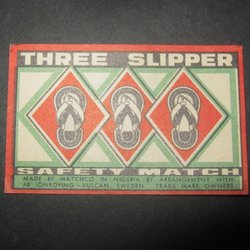 THREE SLIPPER
SAFETY MATCH
MADE BY MATCHCO IN NIGERIA BY ARRANGEMENT WITH
AB JÖNKÖPING-VULCAN, SWEDEN. TRADE MARK OWNERS